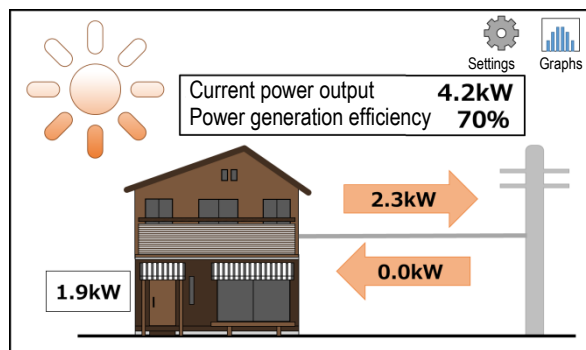 Settings
Graphs
Current power output 4.2kW
Power generation efficiency 70%
2.3kW
0.0kW
1.9kW